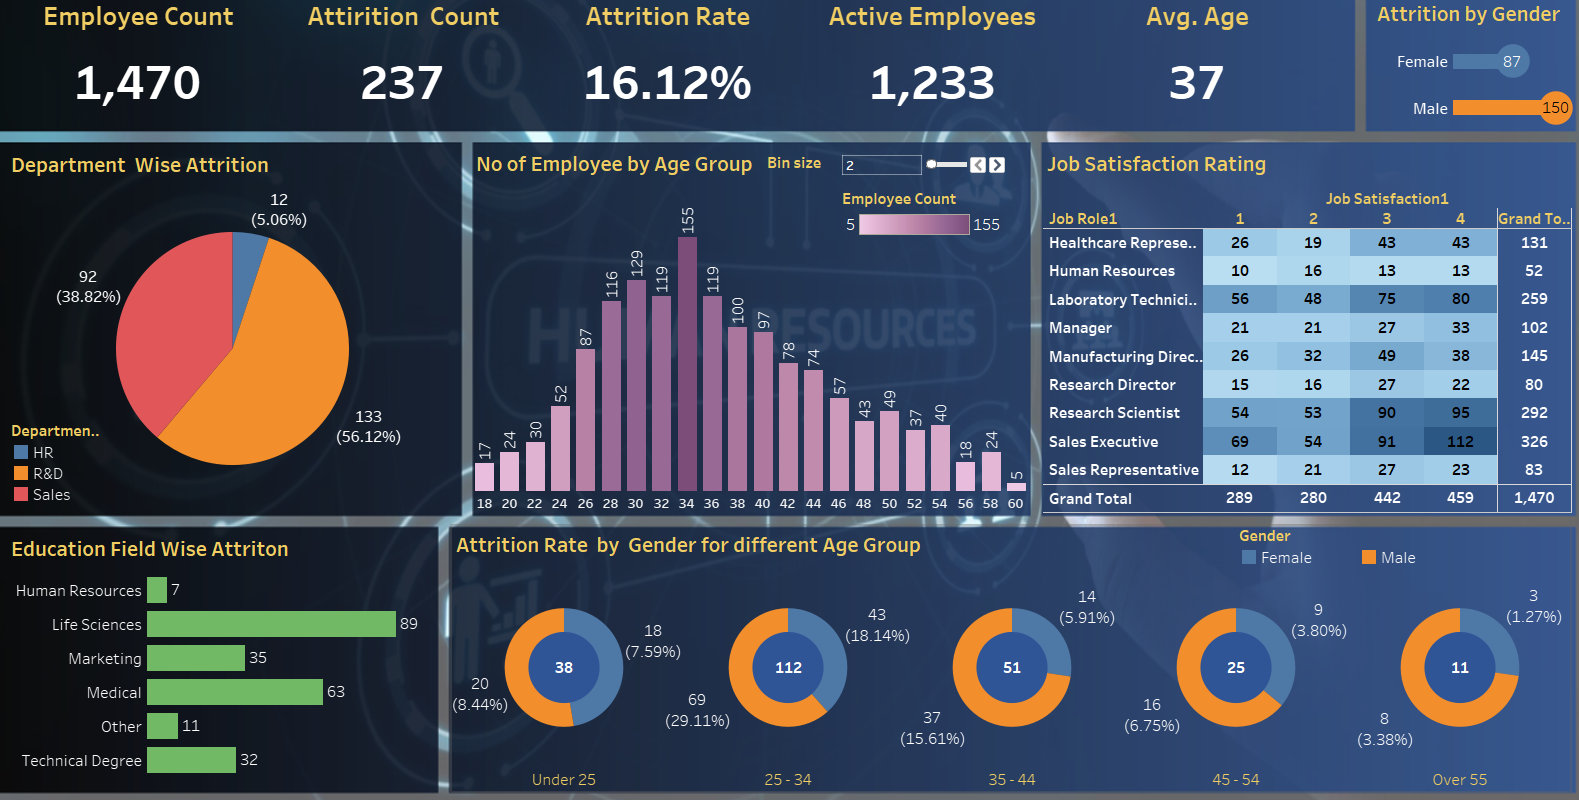 Employee Count
Attirition Count
Attrition Rate
Active Employees
Avg. Age
1,470
237
16.12%
1,233
37
Attrition by Gender
Female 87
Male 150
Department Wise Attrition
12
(5.06%)
92
(38.82%)
133
(56.12%)
Departmen..
HR
R&D
Sales
No of Employee by Age Group
Bin size
2
Employee Count
5 155
17 24 30 52 87 116 129 119 155 119 100 97 78 74 57 43 49 37 40 18 24 5
HUMAN RESOURCES
18 20 22 24 26 28 30 32 34 36 38 40 42 44 46 48 50 52 54 56 58 60
Job Satisfaction Rating
Job Satisfaction1
Job Role1 1 2 3 4 Grand To..
Healthcare Represe.. 26 19 43 43 131
Human Resources 10 16 13 13 52
Laboratory Technici.. 56 48 75 80 259
Manager 21 21 27 33 102
Manufacturing Direc.. 26 32 49 38 145
Research Director 15 16 27 22 80
Research Scientist 54 53 90 95 292
Sales Executive 69 54 91 112 326
Sales Representative 12 21 27 23 83
Grand Total 289 280 442 459 1,470
Education Field Wise Attriton
Human Resources 7
Life Sciences 89
Marketing 35
Medical 63
Other 11
Technical Degree 32
Attrition Rate by Gender for different Age Group
Gender
Female Male
18
(7.59%)
38
20
(8.44%)
Under 25
43
(18.14%)
112
69
(29.11%)
25 - 34
14
(5.91%)
51
37
(15.61%)
35 - 44
9
(3.80%)
25
16
(6.75%)
45 - 54
3
(1.27%)
11
8
(3.38%)
Over 55